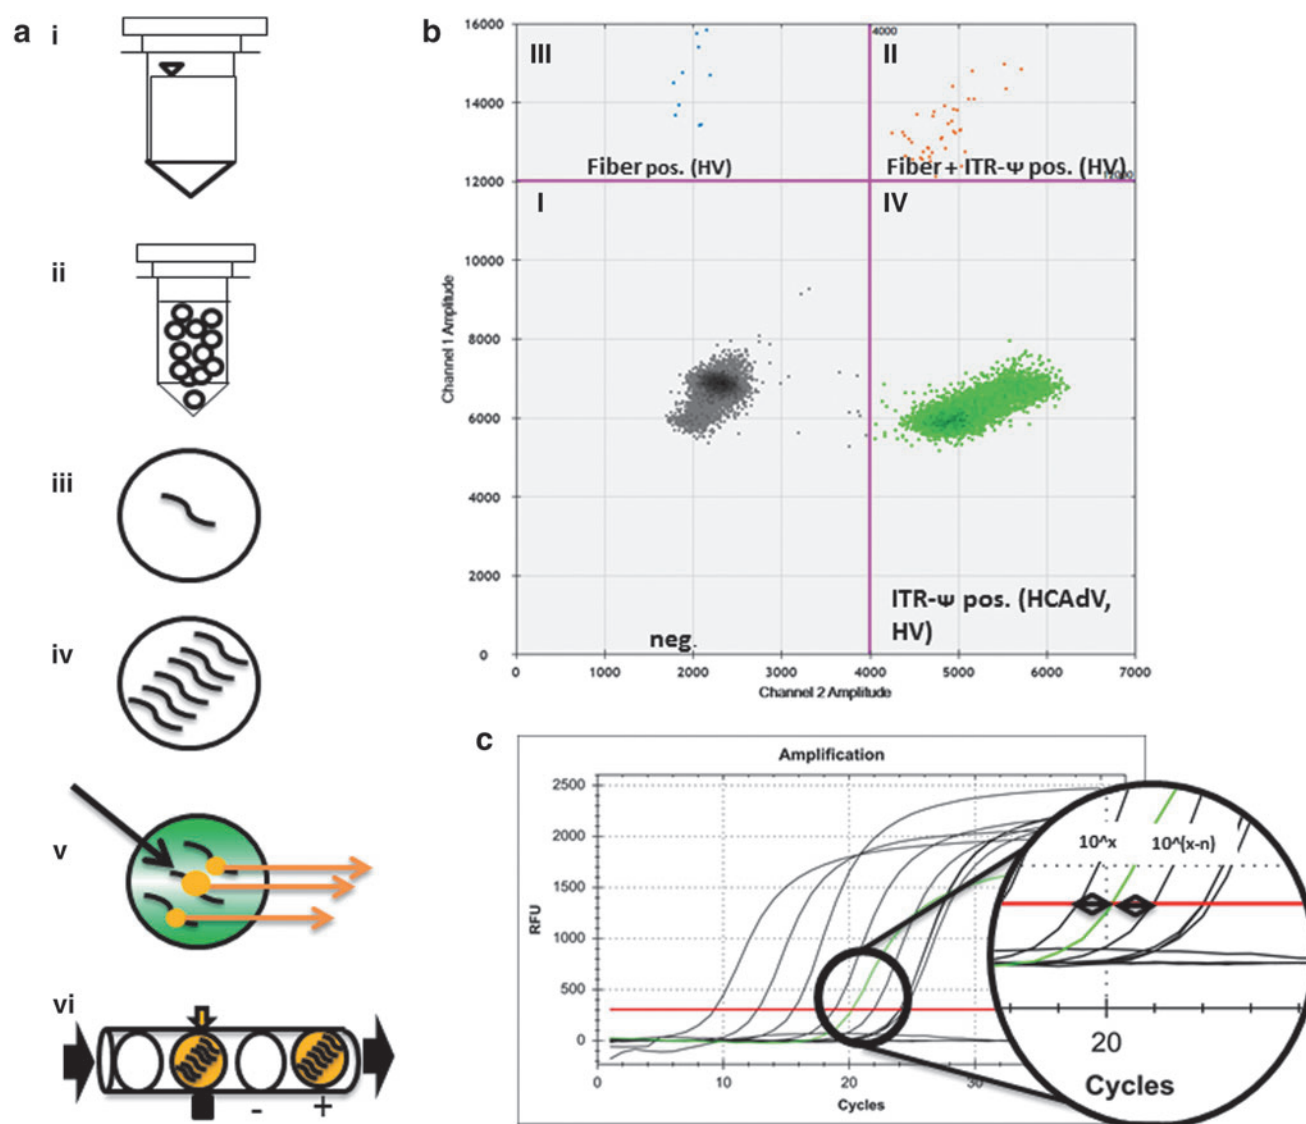 a
i
ii
iii
iv
v
vi
-
+
b
16000
14000
12000
10000
8000
6000
4000
2000
0
Channel 1 Amplitude
III
4000
II
Fiber pos. (HV)
Fiber + ITR-Ψ pos. (HV)
I
IV
neg.
ITR-Ψ pos. (HCAdV,
HV)
0 1000 2000 3000 4000 5000 6000 7000
Channel 2 Amplitude
c
Amplification
2500
2000
1500
1000
500
0
RFU
0 10 20 30
Cycles
10^x 10^(x-n)
20
Cycles